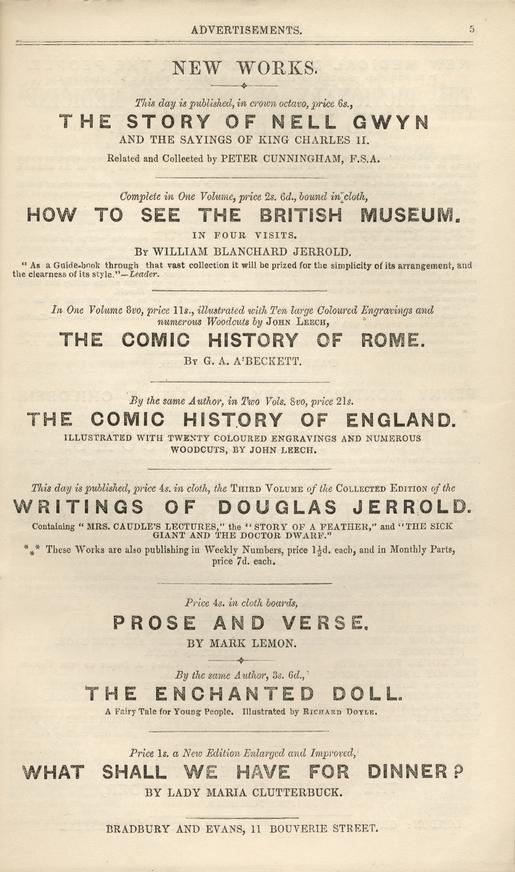 ADVERTISEMENTS. 5
NEW WORKS.
This day is published, in crown octavo, price 6s.,
THE STORY OF NELL GWYN
AND THE SAYINGS OF KING CHARLES II.
Related and Collected by PETER CUNNINGHAM, F.S.A.
Complete in One Volume, price 2s. 6d., bound in cloth,
HOW TO SEE THE BRITISH MUSEUM.
IN FOUR VISITS.
BY WILLIAM BLANCHARD JERROLD.
"As a Guide-book through that vast collection it will be prized for the simplicity of its arrangement, and
the clearness of its style."—Leader.
In One Volume 8vo, price 11s., illustrated with Ten large Coloured Engravings and
numerous Woodcuts by JOHN LEECH,
THE COMIC HISTORY OF ROME.
BY G. A. A'BECKETT.
By the same Author, in Two Vols. 8vo, price 21s.
THE COMIC HISTORY OF ENGLAND.
ILLUSTRATED WITH TWENTY COLOURED ENGRAVINGS AND NUMEROUS
WOODCUTS, BY JOHN LEECH.
This day is published, price 4s. in cloth, the THIRD VOLUME of the COLLECTED EDITION of the
WRITINGS OF DOUGLAS JERROLD.
Containing "MRS. CAUDLE'S LECTURES," the "STORY OF A FEATHER," and "THE SICK
GIANT AND THE DOCTOR DWARF."
*** These Works are also publishing in Weekly Numbers, price 1½d. each, and in Monthly Parts,
price 7d. each.
Price 4s. in cloth boards,
PROSE AND VERSE.
BY MARK LEMON.
By the same Author, 3s. 6d.,
THE ENCHANTED DOLL.
A Fairy Tale for Young People. Illustrated by RICHARD DOYLE.
Price 1s. a New Edition Enlarged and Improved,
WHAT SHALL WE HAVE FOR DINNER?
BY LADY MARIA CLUTTERBUCK.
BRADBURY AND EVANS, 11 BOUVERIE STREET.